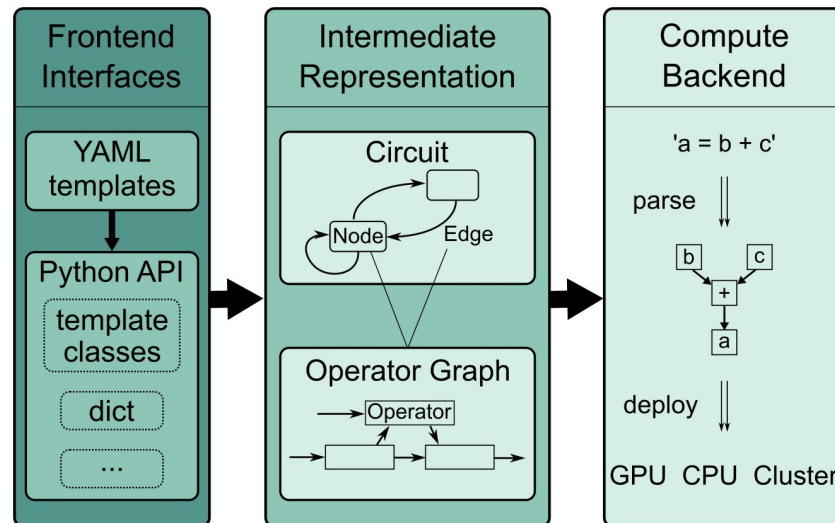 Frontend
Interfaces
YAML
templates
Python API
template
classes
dict
...
Intermediate
Representation
Circuit
Node
Edge
Operator Graph
Operator
Compute
Backend
'a = b + c'
parse
b c
+
a
deploy
GPU CPU Cluster